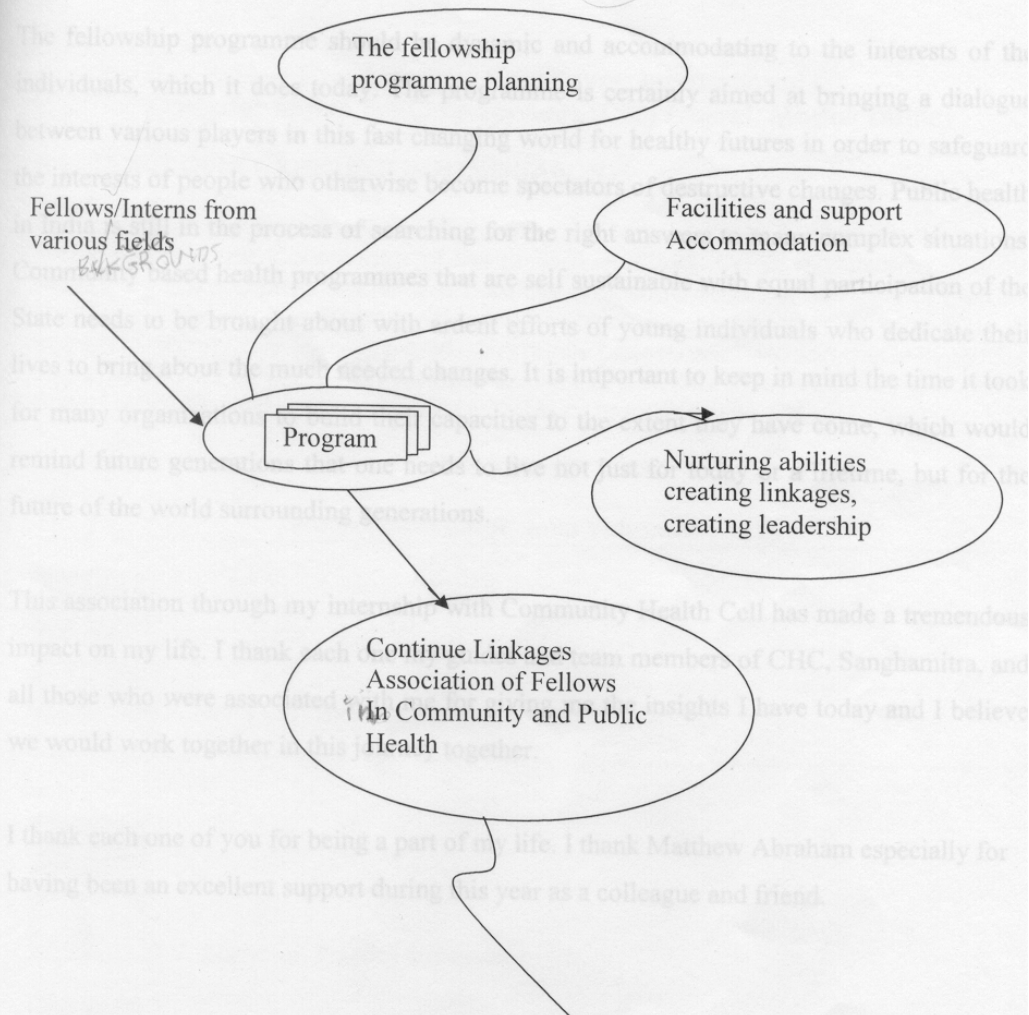 The fellowship
programme planning
Fellows/Interns from
various fields
BACKGROUNDS
Facilities and support
Accommodation
Program
Nurturing abilities
creating linkages,
creating leadership
Continue Linkages
Association of Fellows
In Community and Public
Health
The fellowship programme should be dynamic and accommodating to the interests of the
individuals, which it does today. The programme is certainly aimed at bringing a dialogue
between various players in this fast changing world for healthy futures in order to safeguard
the interests of people who otherwise become spectators of destructive changes. Public health
in India is still in the process of searching for the right answers to many complex situations.
Community based health programmes that are self sustainable with equal participation of the
State needs to be brought about with ardent efforts of young individuals who dedicate their
lives to bring about the much needed changes. It is important to keep in mind the time it took
for many organizations to build their capacities to the extent they have come, which would
remind future generations that one needs to live not just for today or a lifetime, but for the
future of the world surrounding generations.
This association through my internship with Community Health Cell has made a tremendous
impact on my life. I thank each one my guides and team members of CHC, Sanghamitra, and
all those who were associated with me for giving me the insights I have today and I believe
we would work together in this journey together.
I thank each one of you for being a part of my life. I thank Matthew Abraham especially for
having been an excellent support during this year as a colleague and friend.